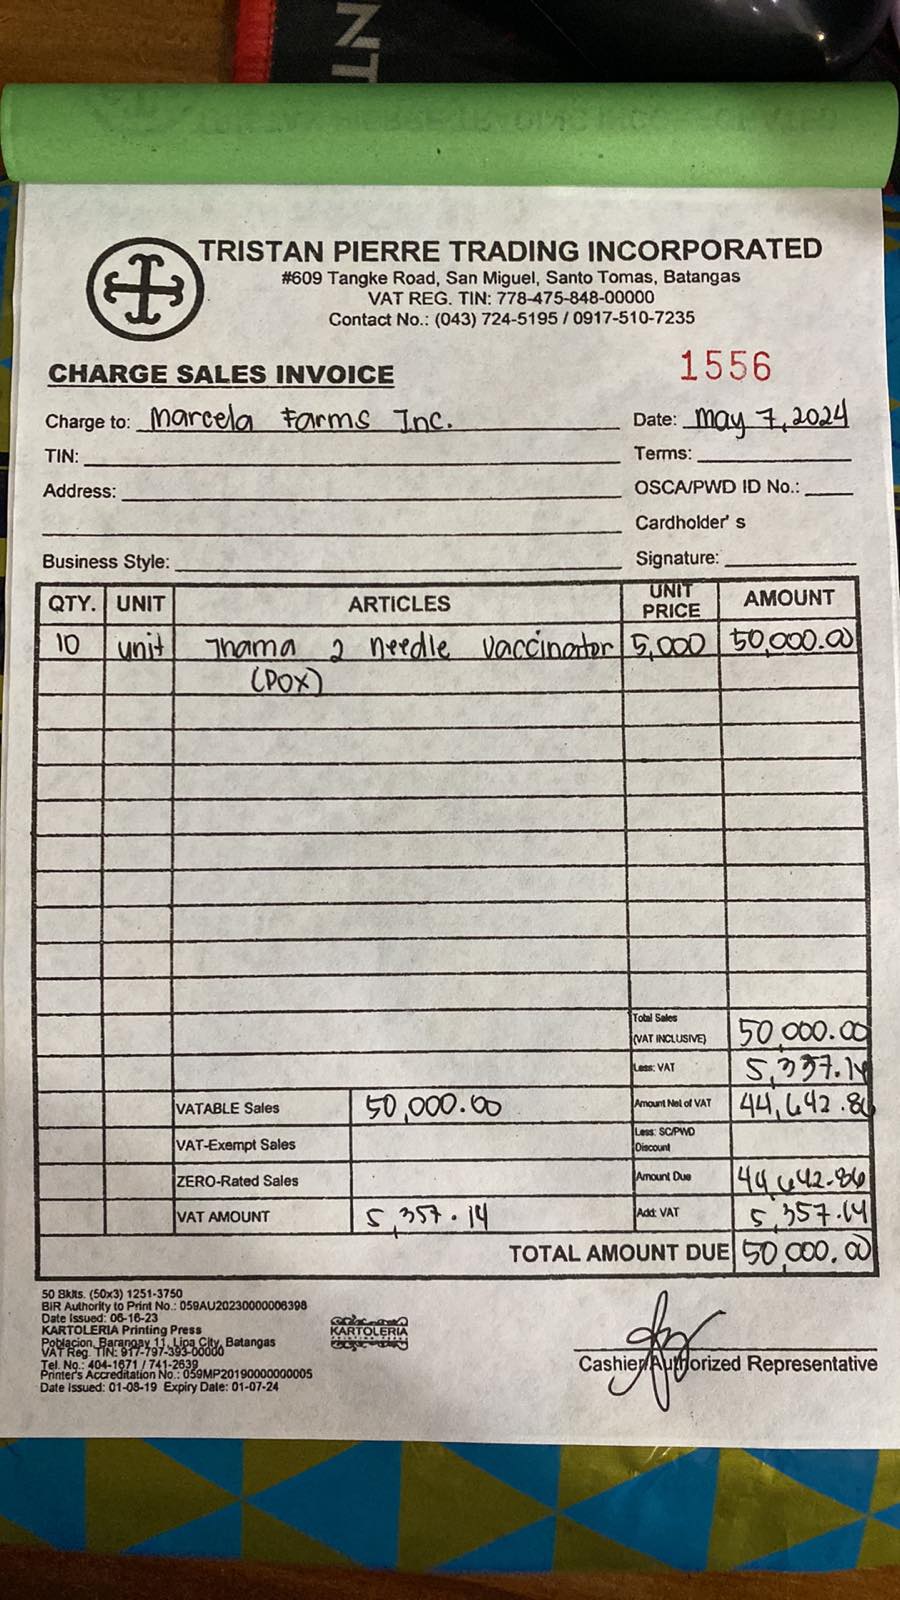 NT
TRISTAN PIERRE TRADING INCORPORATED
#609 Tangke Road, San Miguel, Santo Tomas, Batangas
VAT REG. TIN: 778-475-848-00000
Contact No.: (043) 724-5195 / 0917-510-7235
1556
CHARGE SALES INVOICE
Charge to: Marcela Farms Inc. Date: May 7, 2024
TIN: Terms:
Address: OSCA/PWD ID No.:
Cardholder' s
Business Style: Signature:
QTY. UNIT ARTICLES UNIT PRICE AMOUNT
10 unit Thama 2 needle vaccinator 5,000 50,000.00
(POX)
Total Sales
(VAT INCLUSIVE) 50,000.00
Less: VAT 5,357.14
VATABLE Sales 50,000.00 Amount Net of VAT 44,642.86
VAT-Exempt Sales Less: SC/PWD Discount
ZERO-Rated Sales Amount Due 44,642.86
VAT AMOUNT 5,357.14 Add: VAT 5,357.14
TOTAL AMOUNT DUE 50,000.00
50 Bklts. (50x3) 1251-3750
BIR Authority to Print No.: 059AU20230000006398
Date Issued: 06-16-23
KARTOLERIA Printing Press
Poblacion, Barangay 11, Lipa City, Batangas
VAT Reg. TIN: 917-797-393-00000
Tel. No.: 404-1671 / 741-2639
Printer's Accreditation No.: 059MP20190000000005
Date Issued: 01-08-19 Expiry Date: 01-07-24
KARTOLERIA
PRINTING PRESS
Cashier/Authorized Representative